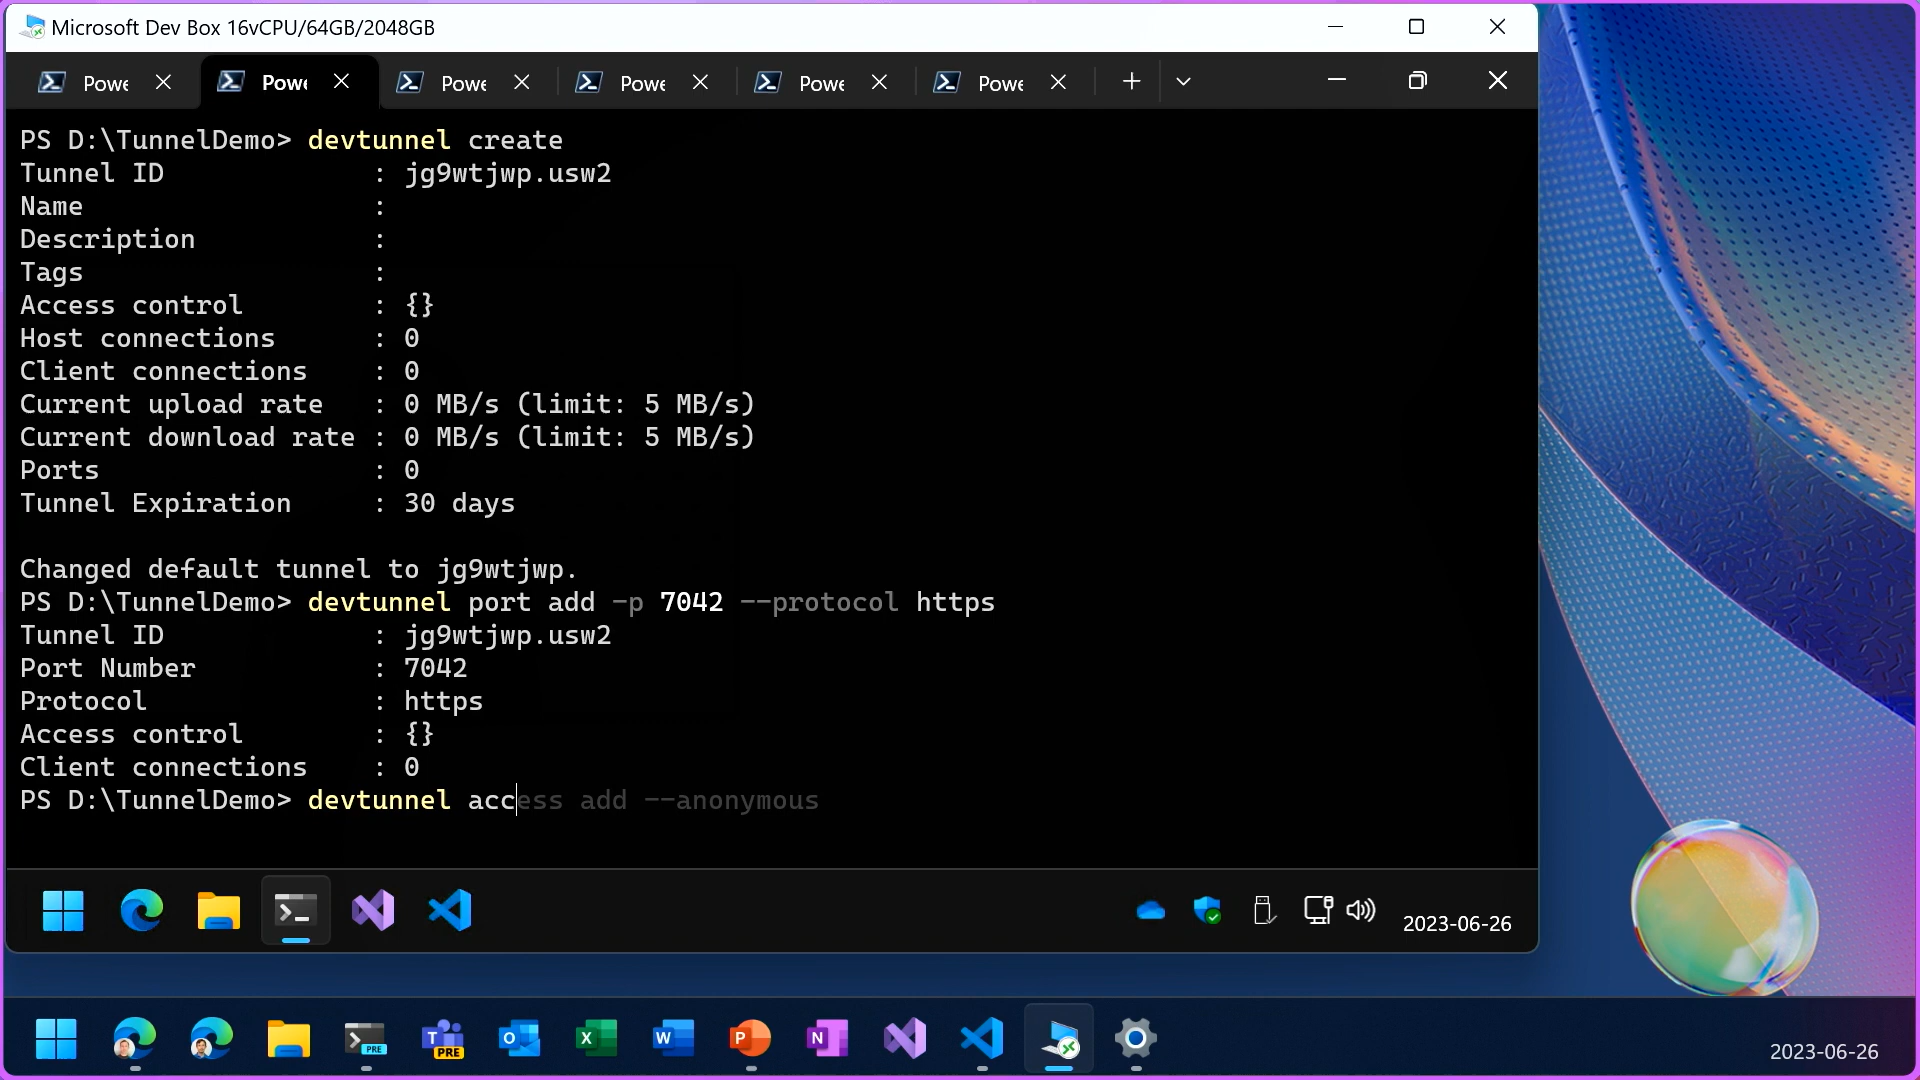 Microsoft Dev Box 16vCPU/64GB/2048GB
Powe Powe Powe Powe Powe Powe
PS D:\TunnelDemo> devtunnel create
Tunnel ID : jg9wtjwp.usw2
Name :
Description :
Tags :
Access control : {}
Host connections : 0
Client connections : 0
Current upload rate : 0 MB/s (limit: 5 MB/s)
Current download rate : 0 MB/s (limit: 5 MB/s)
Ports : 0
Tunnel Expiration : 30 days
Changed default tunnel to jg9wtjwp.
PS D:\TunnelDemo> devtunnel port add -p 7042 --protocol https
Tunnel ID : jg9wtjwp.usw2
Port Number : 7042
Protocol : https
Access control : {}
Client connections : 0
PS D:\TunnelDemo> devtunnel access add --anonymous
2023-06-26
PRE T PRE O X W P N
2023-06-26